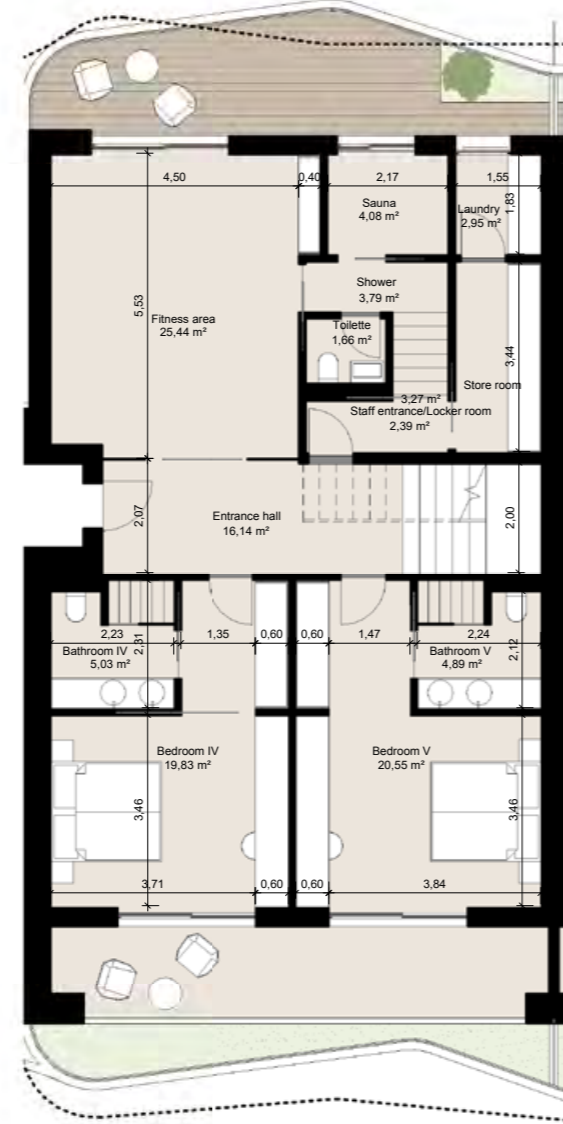 4,50
0,40
2,17
1,55
Sauna
4,08 m²
Laundry
2,95 m²
1,83
5,53
Fitness area
25,44 m²
Shower
3,79 m²
Toilette
1,66 m²
3,44
Store room
3,27 m²
Staff entrance/Locker room
2,39 m²
2,07
Entrance hall
16,14 m²
2,00
2,23
2,31
1,35
0,60
0,60
1,47
2,24
2,12
Bathroom IV
5,03 m²
Bathroom V
4,89 m²
Bedroom IV
19,83 m²
Bedroom V
20,55 m²
3,46
3,46
3,71
0,60
0,60
3,84